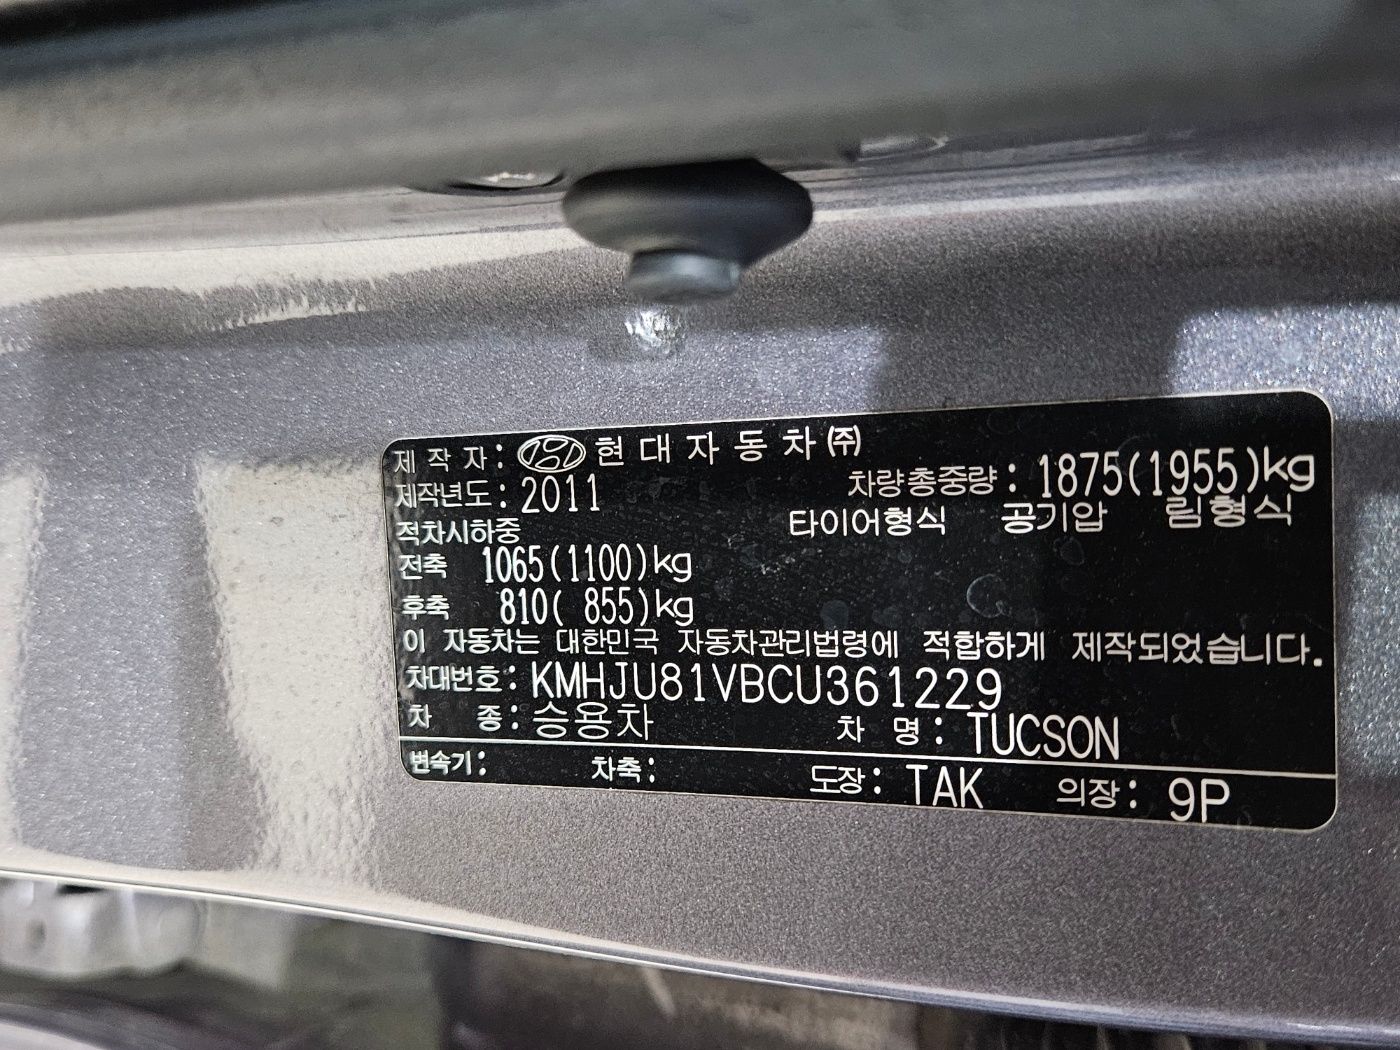 제 작 자 : 현 대 자 동 차 ㈜
제작년도 : 2011 차량총중량 : 1875(1955)kg
적차시하중 타이어형식 공기압 림형식
전축 1065(1100)kg
후축 810( 855)kg
이 자동차는 대한민국 자동차관리법령에 적합하게 제작되었습니다.
차대번호 : KMHJU81VBCU361229
차 종 : 승용차 차 명 : TUCSON
변속기 : 차축 : 도장 : TAK 의장 : 9P